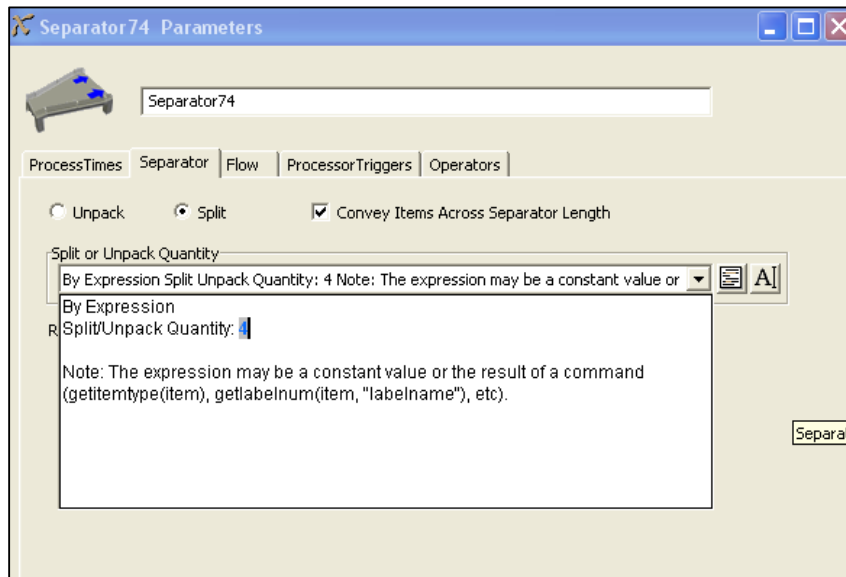 Separator74 Parameters
Separator74
ProcessTimes Separator Flow ProcessorTriggers Operators
Unpack Split Convey Items Across Separator Length
Split or Unpack Quantity
By Expression Split Unpack Quantity: 4 Note: The expression may be a constant value or
A
By Expression
R Split/Unpack Quantity: 4
Note: The expression may be a constant value or the result of a command
(getitemtype(item), getlabelnum(item, "labelname"), etc).
Separa